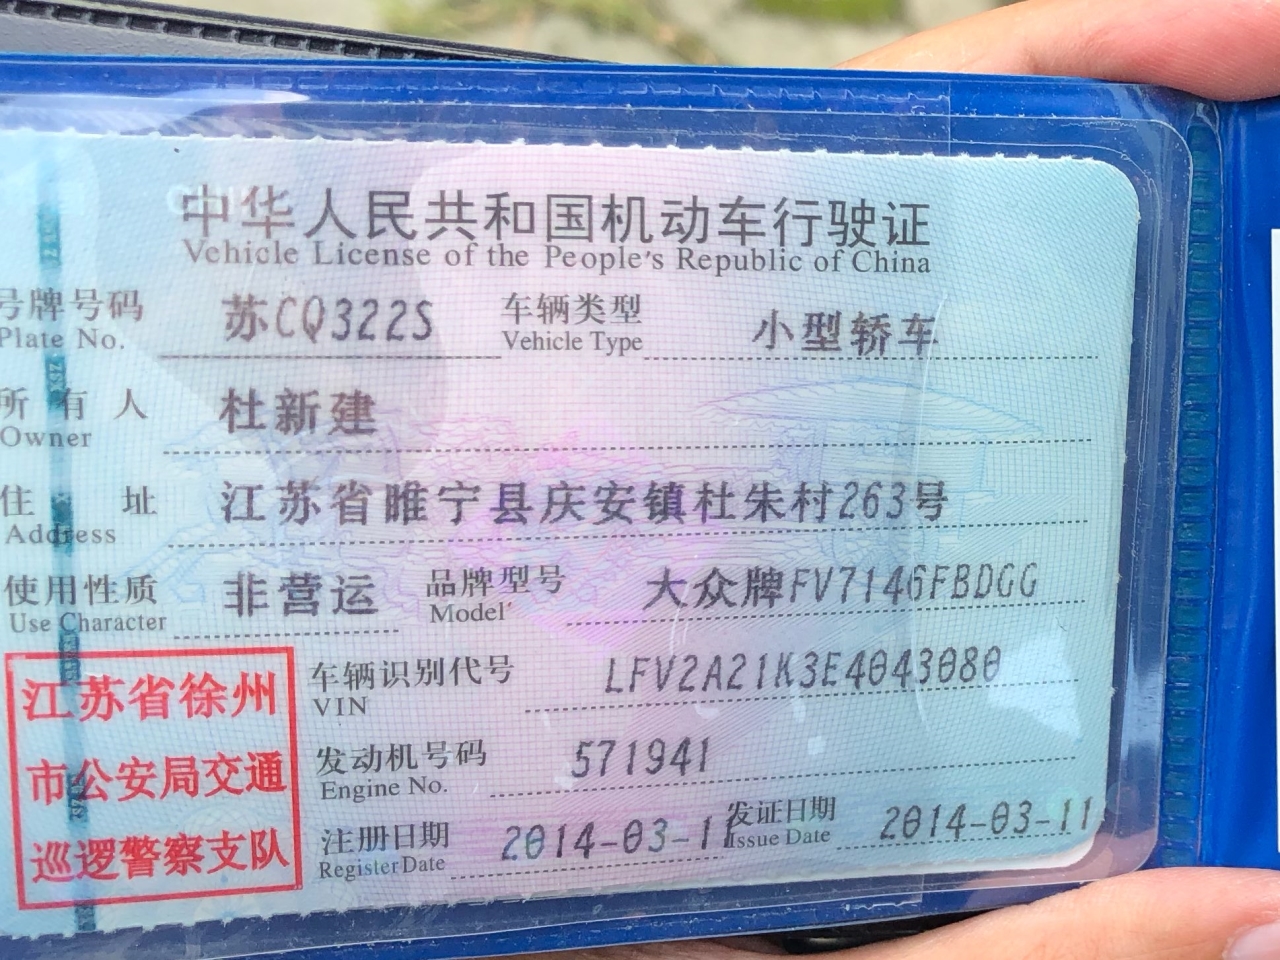 中华人民共和国机动车行驶证
Vehicle License of the People's Republic of China
号牌号码 苏CQ322S 车辆类型 小型轿车
Plate No. Vehicle Type
所有人 杜新建
Owner
住址 江苏省睢宁县庆安镇杜朱村263号
Address
使用性质 非营运 品牌型号 大众牌FV7146FBDGG
Use Character Model
车辆识别代号 LFV2A21K3E4043080
VIN
发动机号码 571941
Engine No.
注册日期 2014-03-11 发证日期 2014-03-11
Register Date Issue Date
江苏省徐州
市公安局交通
巡逻警察支队